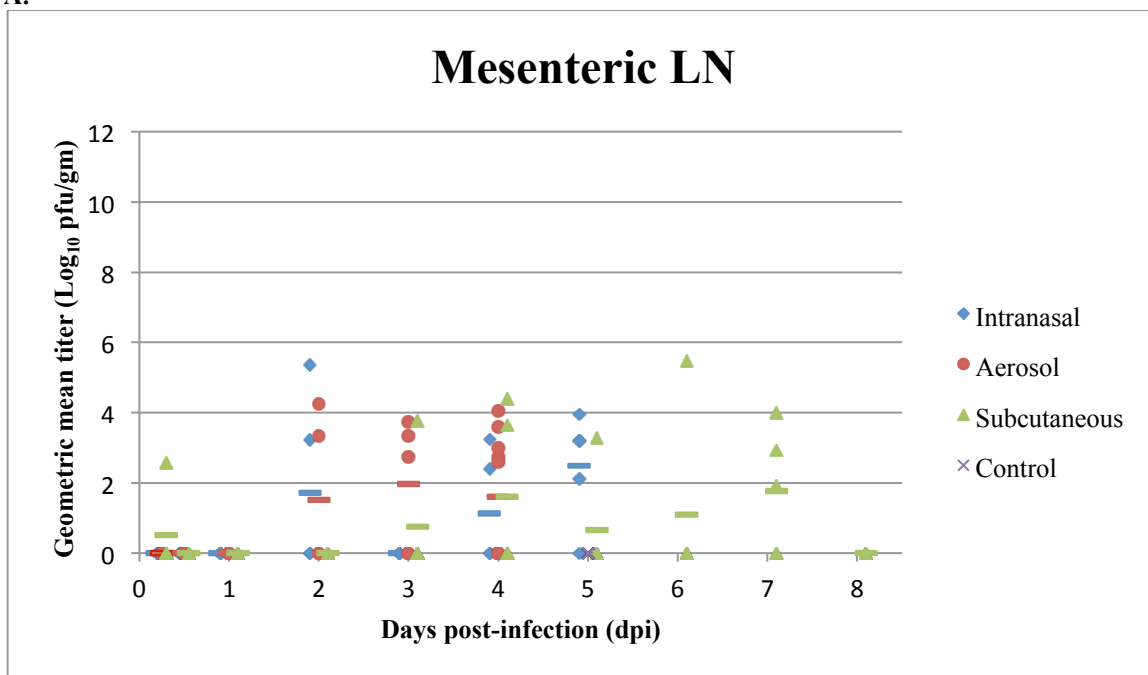 A.
Mesenteric LN
Geometric mean titer (Log₁₀ pfu/gm)
12
10
8
6
4
2
0
0 1 2 3 4 5 6 7 8
Days post-infection (dpi)
Intranasal
Aerosol
Subcutaneous
Control